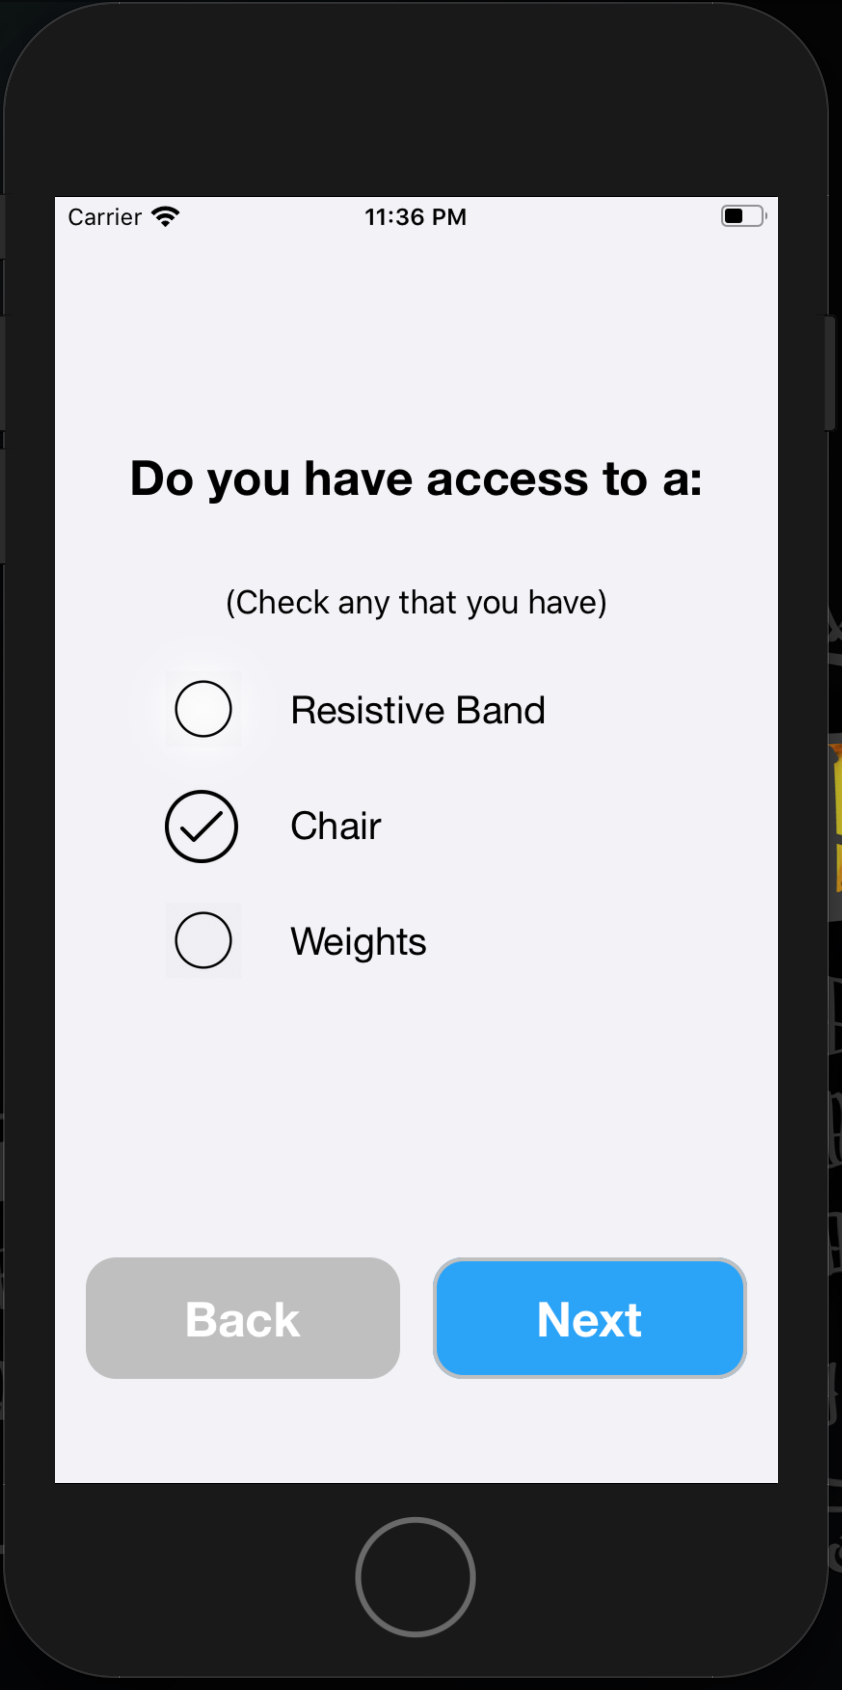 Carrier 11:36 PM
Do you have access to a:
(Check any that you have)
Resistive Band
Chair
Weights
Back Next